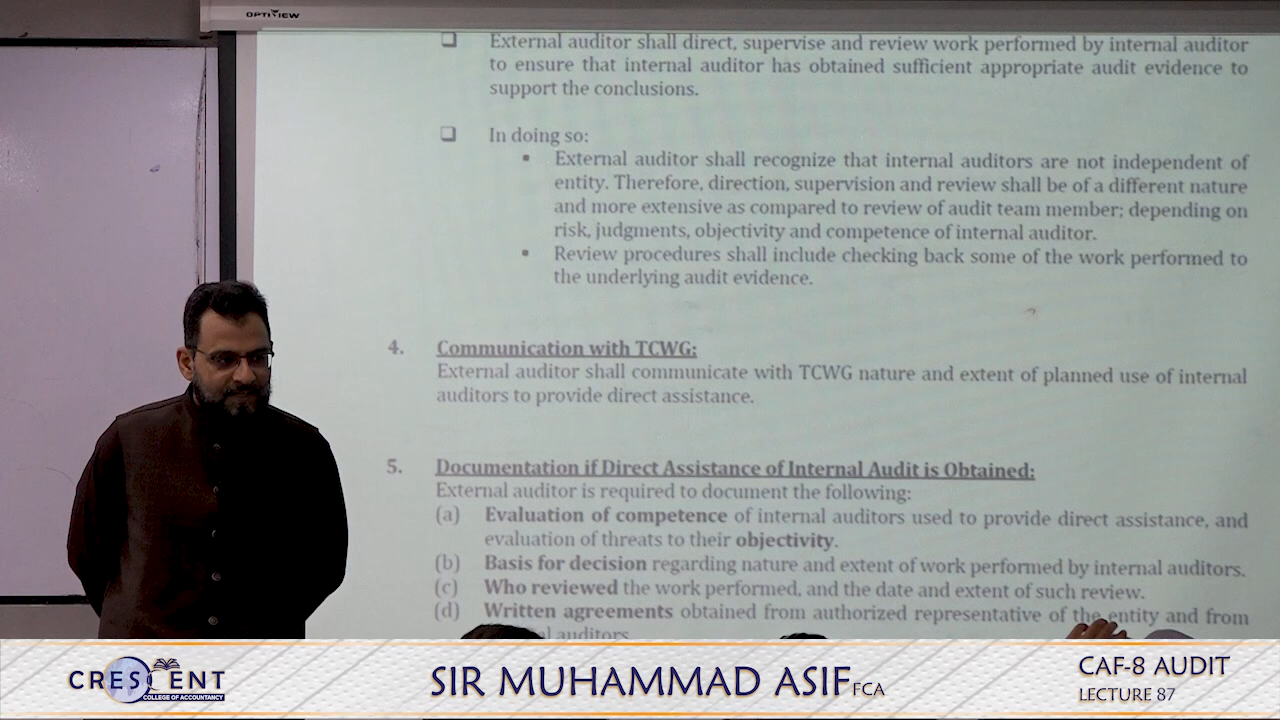 OPTIVIEW
❑ External auditor shall direct, supervise and review work performed by internal auditor
to ensure that internal auditor has obtained sufficient appropriate audit evidence to
support the conclusions.
❑ In doing so:
▪ External auditor shall recognize that internal auditors are not independent of
entity. Therefore, direction, supervision and review shall be of a different nature
and more extensive as compared to review of audit team member; depending on
risk, judgments, objectivity and competence of internal auditor.
▪ Review procedures shall include checking back some of the work performed to
the underlying audit evidence.
4. Communication with TCWG:
External auditor shall communicate with TCWG nature and extent of planned use of internal
auditors to provide direct assistance.
5. Documentation if Direct Assistance of Internal Audit is Obtained:
External auditor is required to document the following:
(a) Evaluation of competence of internal auditors used to provide direct assistance, and
evaluation of threats to their objectivity.
(b) Basis for decision regarding nature and extent of work performed by internal auditors.
(c) Who reviewed the work performed, and the date and extent of such review.
(d) Written agreements obtained from authorized representative of the entity and from
auditors
CRESCENT
COLLEGE OF ACCOUNTANCY
SIR MUHAMMAD ASIF FCA
CAF-8 AUDIT
LECTURE 87